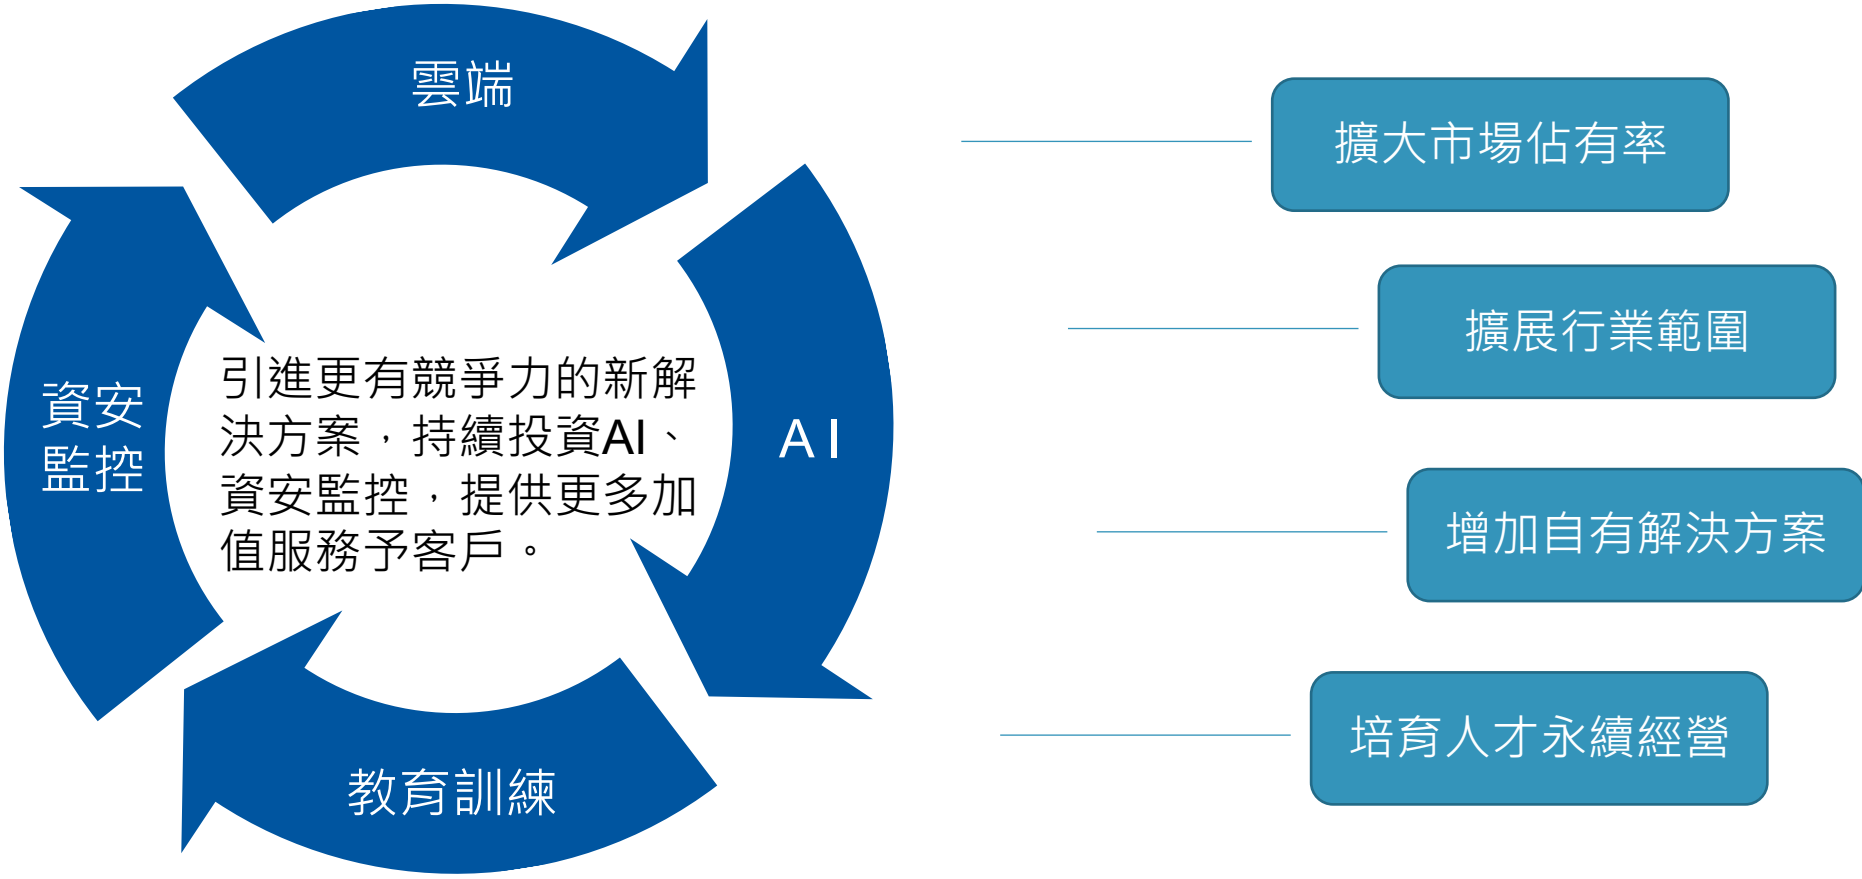 雲端
AI
教育訓練
資安
監控
引進更有競爭力的新解
決方案，持續投資AI、
資安監控，提供更多加
值服務予客戶。
擴大市場佔有率
擴展行業範圍
增加自有解決方案
培育人才永續經營